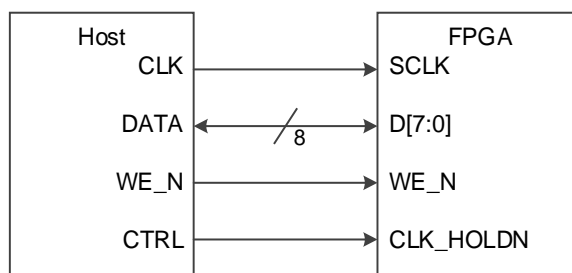 Host FPGA
CLK SCLK
DATA D[7:0]
8
WE_N WE_N
CTRL CLK_HOLDN